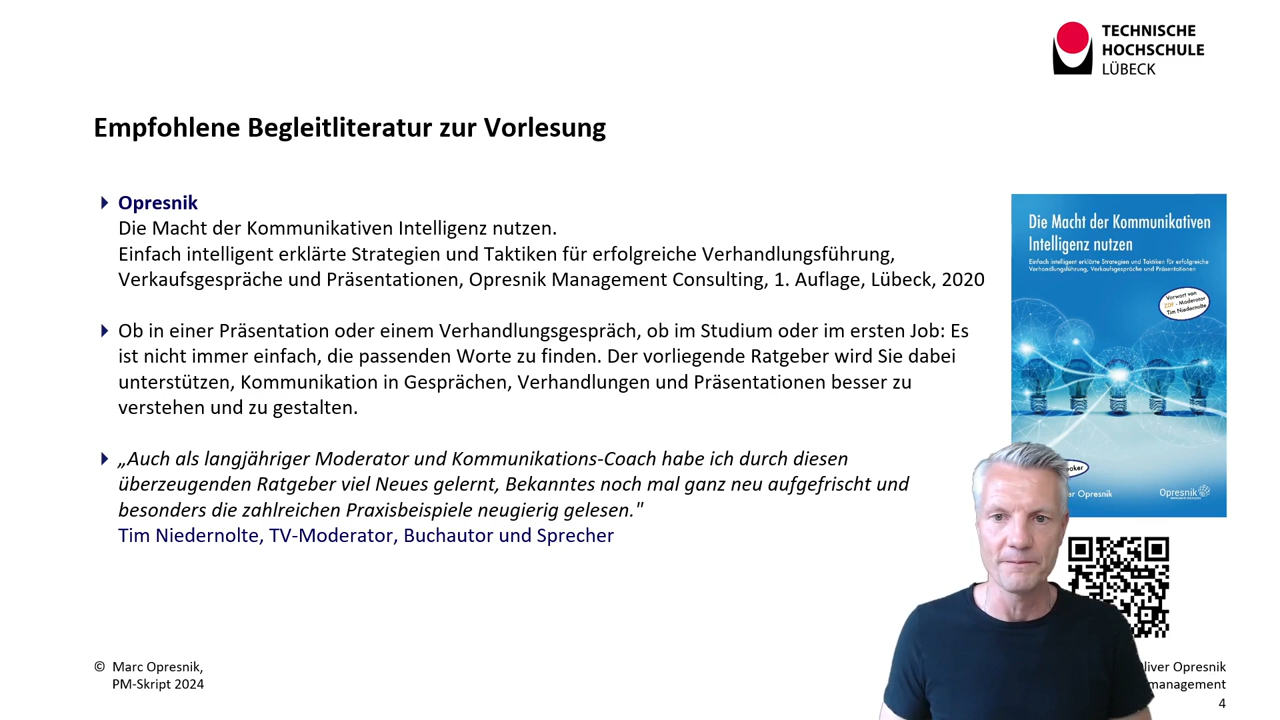 TECHNISCHE
HOCHSCHULE
LÜBECK
Empfohlene Begleitliteratur zur Vorlesung
Opresnik
Die Macht der Kommunikativen Intelligenz nutzen.
Einfach intelligent erklärte Strategien und Taktiken für erfolgreiche Verhandlungsführung,
Verkaufsgespräche und Präsentationen, Opresnik Management Consulting, 1. Auflage, Lübeck, 2020
Ob in einer Präsentation oder einem Verhandlungsgespräch, ob im Studium oder im ersten Job: Es
ist nicht immer einfach, die passenden Worte zu finden. Der vorliegende Ratgeber wird Sie dabei
unterstützen, Kommunikation in Gesprächen, Verhandlungen und Präsentationen besser zu
verstehen und zu gestalten.
„Auch als langjähriger Moderator und Kommunikations-Coach habe ich durch diesen
überzeugenden Ratgeber viel Neues gelernt, Bekanntes noch mal ganz neu aufgefrischt und
besonders die zahlreichen Praxisbeispiele neugierig gelesen."
Tim Niedernolte, TV-Moderator, Buchautor und Sprecher
Die Macht der Kommunikativen
Intelligenz nutzen
Einfach intelligent erklärte Strategien und Taktiken für erfolgreiche
Verhandlungsführung, Verkaufsgespräche und Präsentationen
Vorwort von
ZDF - Moderator
Tim Niedernolte
Opresnik
Opresnik
© Marc Opresnik,
PM-Skript 2024
Opresnik
management
4